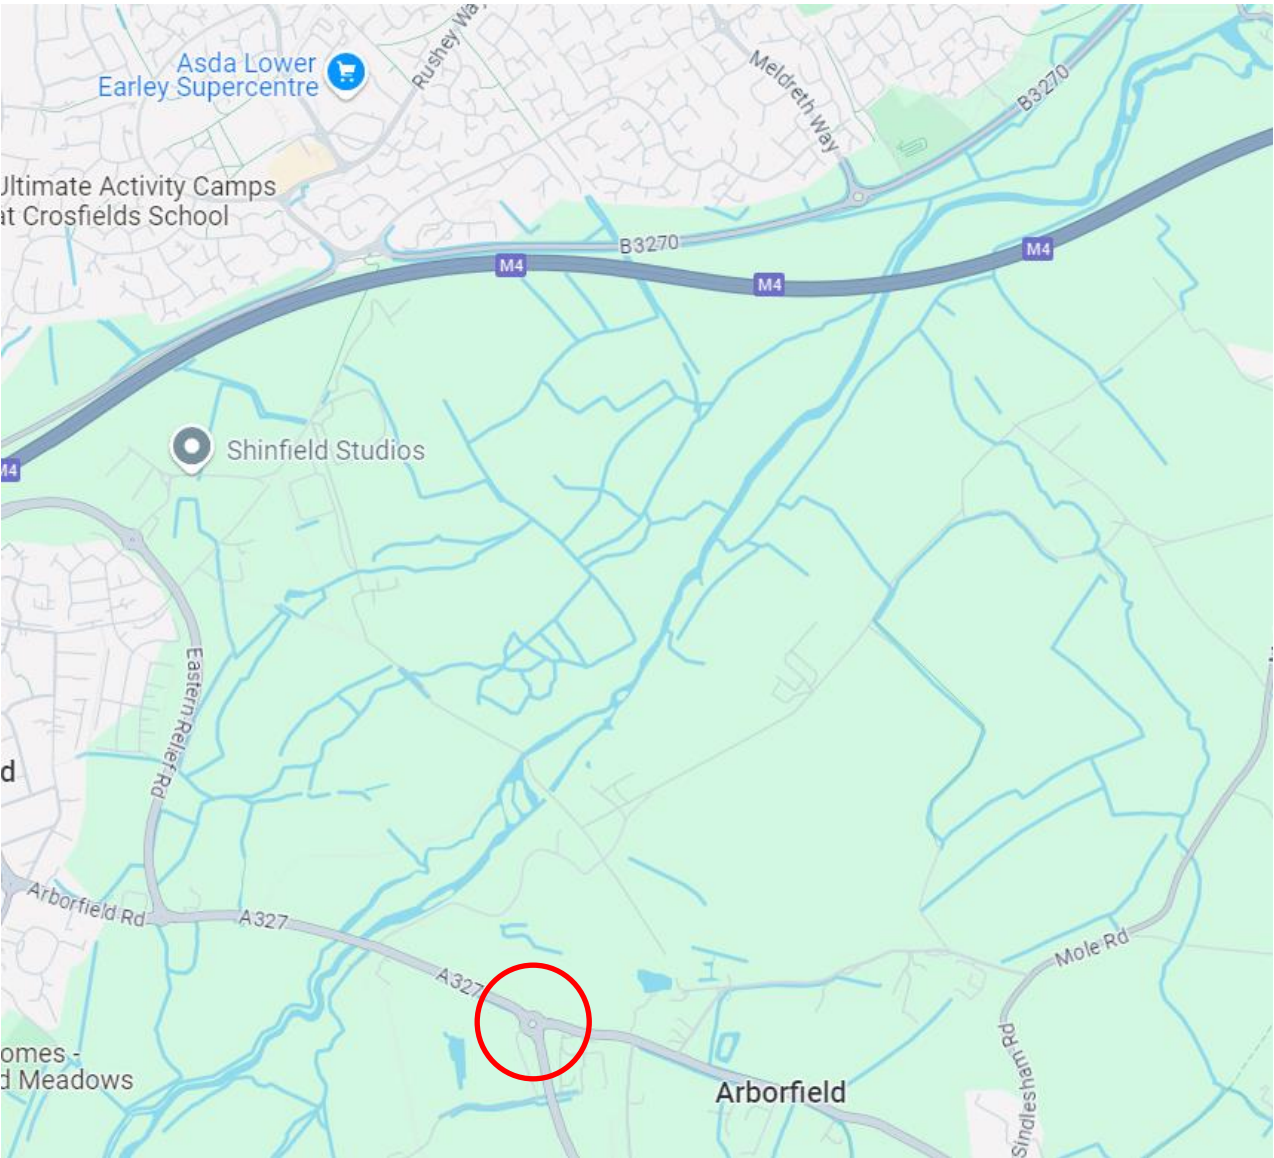 Asda Lower
Earley Supercentre
Rushey Way
Meldreth Way
B3270
Ultimate Activity Camps
at Crosfields School
B3270
M4
M4
M4
Shinfield Studios
M4
Eastern Relief Rd
d
Arborfield Rd
A327
A327
Mole Rd
omes -
d Meadows
Arborfield
Sindlesham Rd